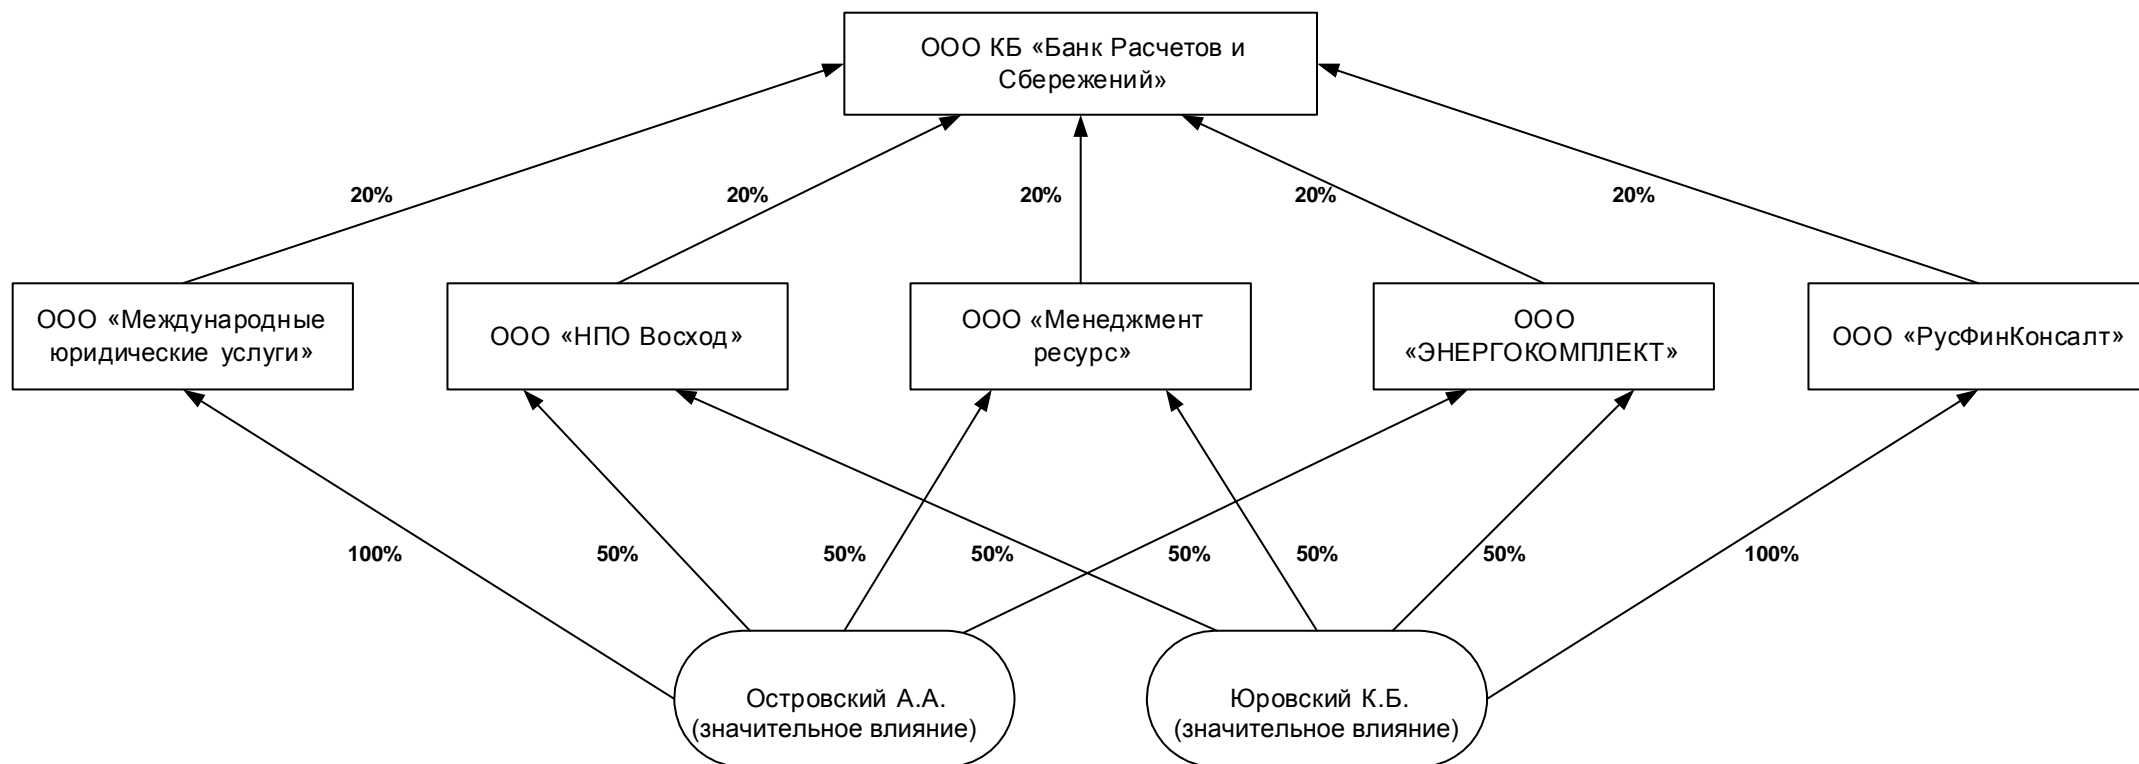 ООО КБ «Банк Расчетов и
Сбережений»
20%
20%
20%
20%
20%
ООО «Международные
юридические услуги»
ООО «НПО Восход»
ООО «Менеджмент
ресурс»
ООО
«ЭНЕРГОКОМПЛЕКТ»
ООО «РусФинКонсалт»
100%
50%
50%
50%
50%
50%
50%
100%
Островский А.А.
(значительное влияние)
Юровский К.Б.
(значительное влияние)